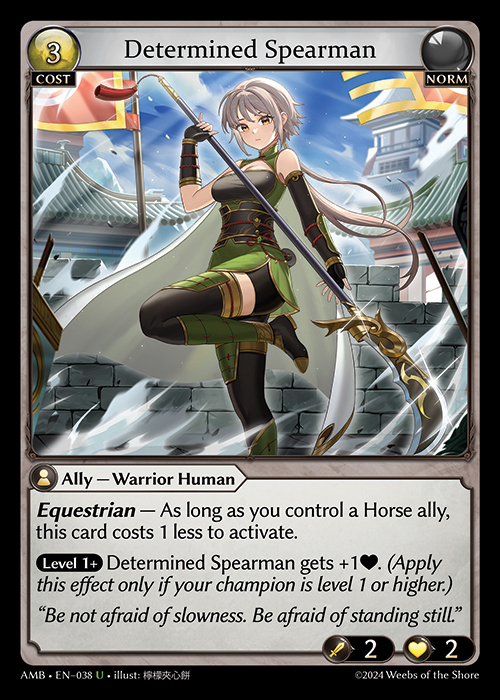 3
Determined Spearman
COST
NORM
Ally — Warrior Human
Equestrian — As long as you control a Horse ally,
this card costs 1 less to activate.
Level 1+ Determined Spearman gets +1♥. (Apply
this effect only if your champion is level 1 or higher.)
“Be not afraid of slowness. Be afraid of standing still.”
2 2
AMB • EN–038 U • illust: 檸檬夾心餅 ©2024 Weebs of the Shore